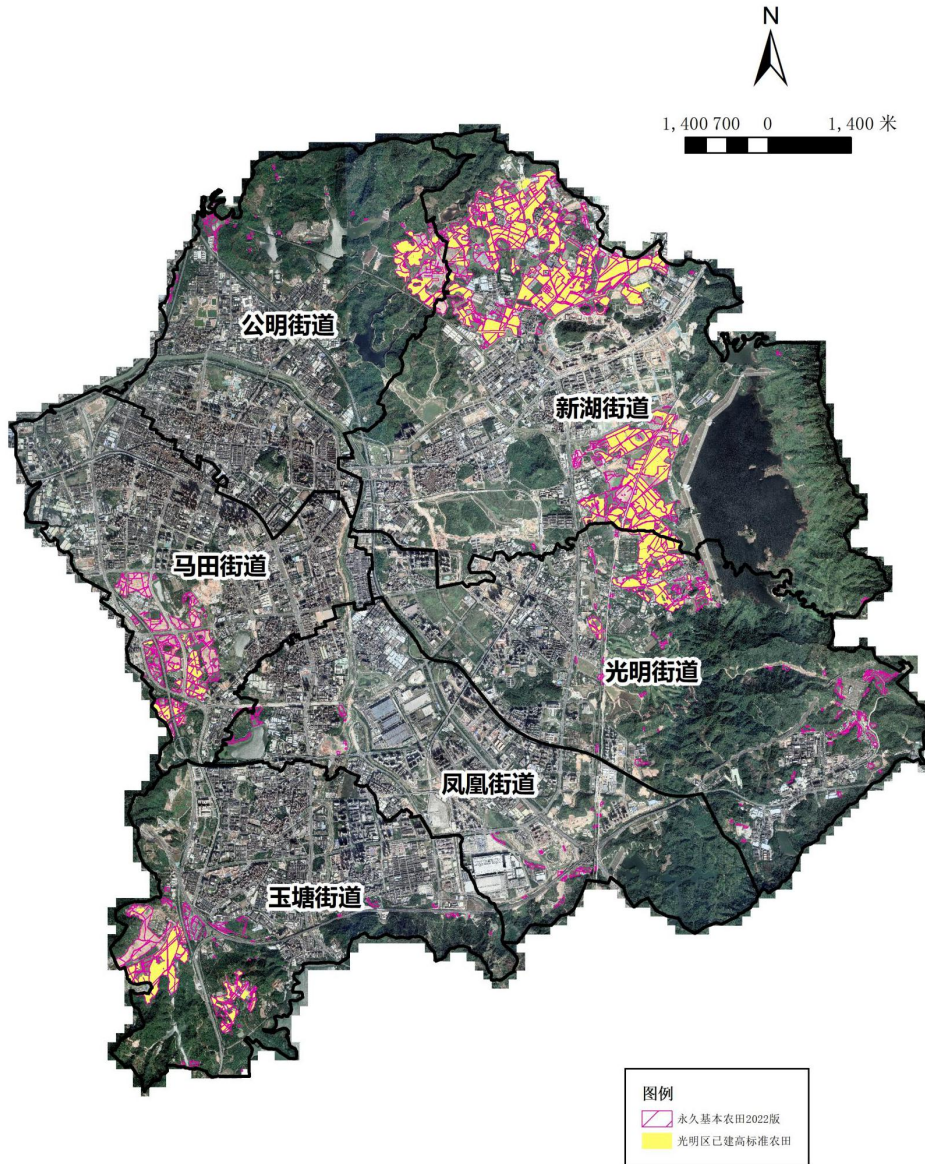 N
1,400 700 0 1,400 米
公明街道
新湖街道
马田街道
光明街道
凤凰街道
玉塘街道
图例
永久基本农田2022版
光明区已建高标准农田